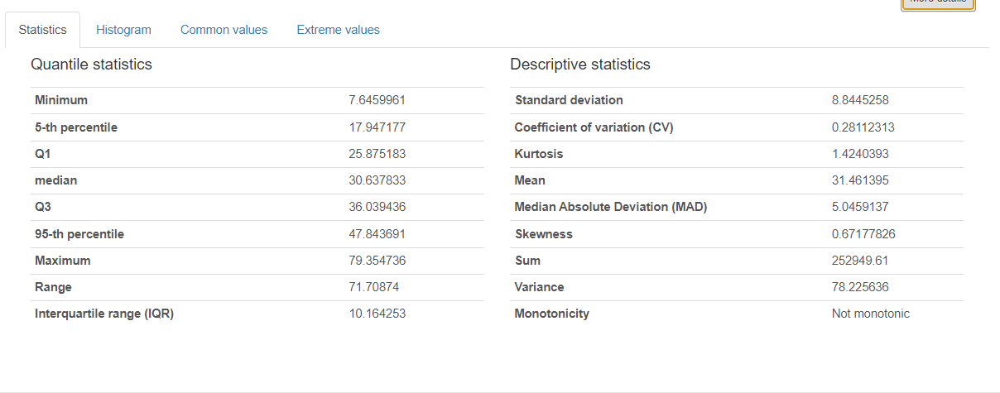 More details
Statistics Histogram Common values Extreme values
Quantile statistics
Minimum 7.6459961
5-th percentile 17.947177
Q1 25.875183
median 30.637833
Q3 36.039436
95-th percentile 47.843691
Maximum 79.354736
Range 71.70874
Interquartile range (IQR) 10.164253
Descriptive statistics
Standard deviation 8.8445258
Coefficient of variation (CV) 0.28112313
Kurtosis 1.4240393
Mean 31.461395
Median Absolute Deviation (MAD) 5.0459137
Skewness 0.67177826
Sum 252949.61
Variance 78.225636
Monotonicity Not monotonic